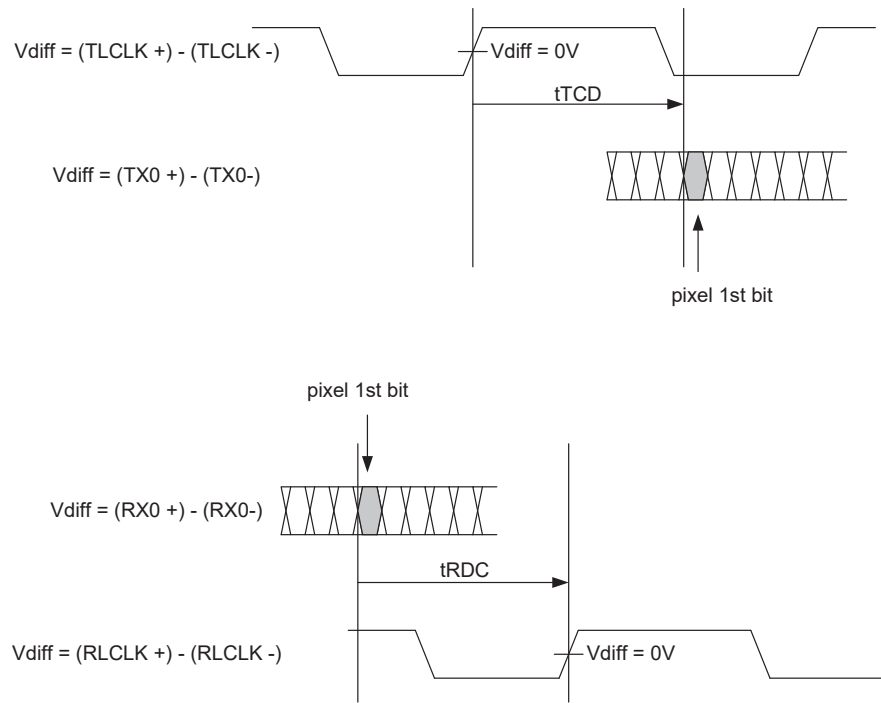 Vdiff = (TLCLK +) - (TLCLK -)
Vdiff = 0V
tTCD
Vdiff = (TX0 +) - (TX0-)
pixel 1st bit
pixel 1st bit
Vdiff = (RX0 +) - (RX0-)
tRDC
Vdiff = (RLCLK +) - (RLCLK -)
Vdiff = 0V